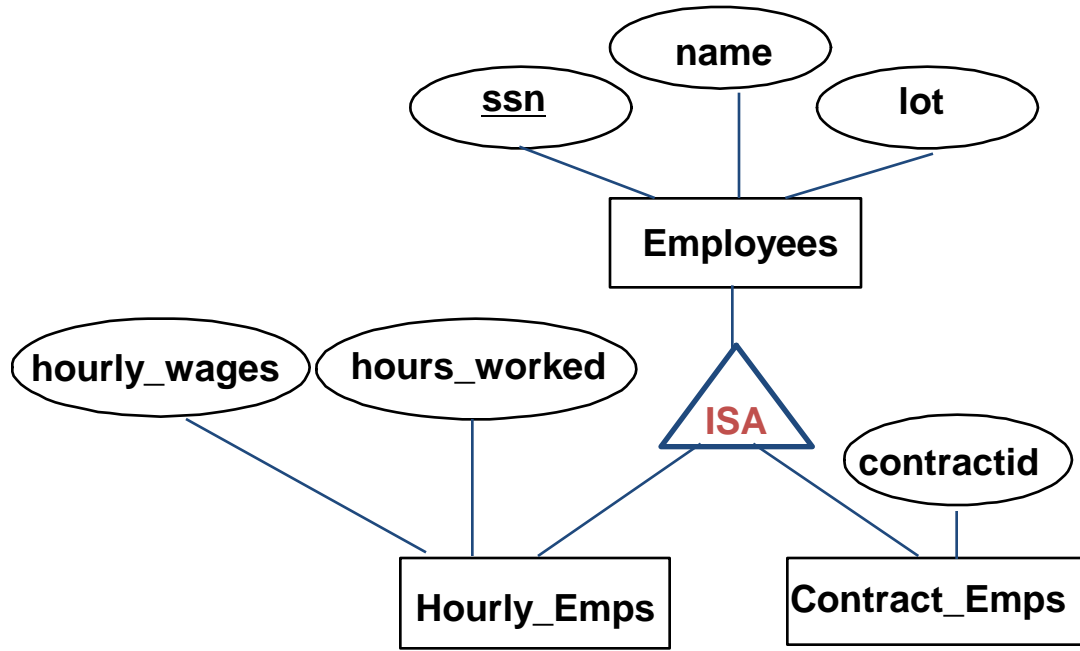 name
ssn
lot
Employees
hourly_wages
hours_worked
ISA
contractid
Hourly_Emps
Contract_Emps